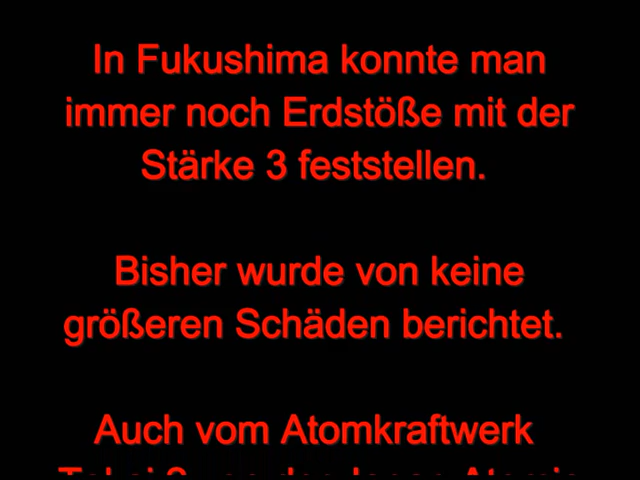 In Fukushima konnte man
immer noch Erdstöße mit der
Stärke 3 feststellen.
Bisher wurde von keine
größeren Schäden berichtet.
Auch vom Atomkraftwerk